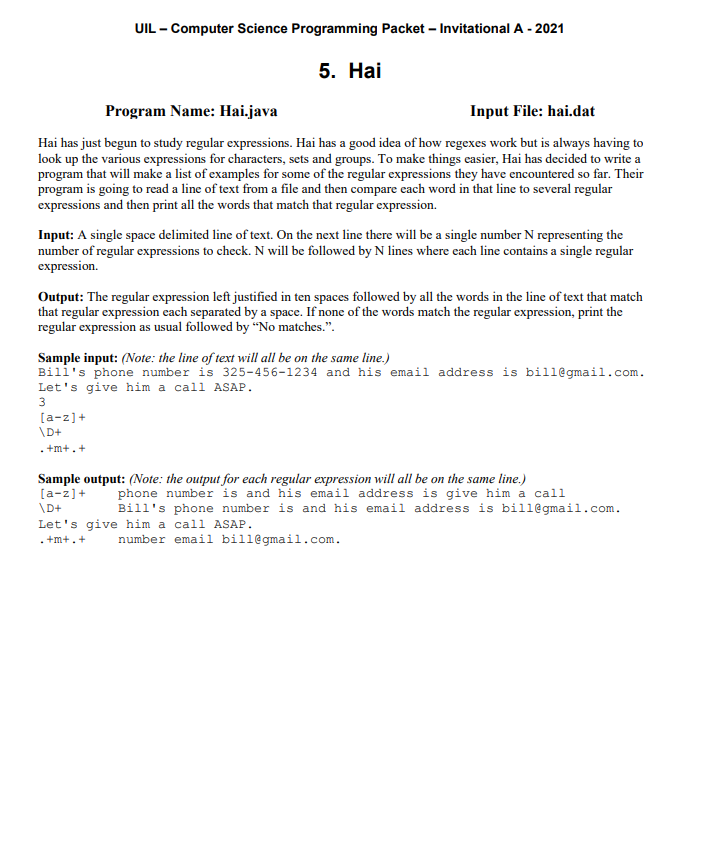 UIL – Computer Science Programming Packet – Invitational A - 2021
5. Hai
Program Name: Hai.java Input File: hai.dat
Hai has just begun to study regular expressions. Hai has a good idea of how regexes work but is always having to
look up the various expressions for characters, sets and groups. To make things easier, Hai has decided to write a
program that will make a list of examples for some of the regular expressions they have encountered so far. Their
program is going to read a line of text from a file and then compare each word in that line to several regular
expressions and then print all the words that match that regular expression.
Input: A single space delimited line of text. On the next line there will be a single number N representing the
number of regular expressions to check. N will be followed by N lines where each line contains a single regular
expression.
Output: The regular expression left justified in ten spaces followed by all the words in the line of text that match
that regular expression each separated by a space. If none of the words match the regular expression, print the
regular expression as usual followed by “No matches.”.
Sample input: (Note: the line of text will all be on the same line.)
Bill's phone number is 325-456-1234 and his email address is bill@gmail.com.
Let's give him a call ASAP.
3
[a-z]+
\D+
.+m+.+
Sample output: (Note: the output for each regular expression will all be on the same line.)
[a-z]+    phone number is and his email address is give him a call
\D+       Bill's phone number is and his email address is bill@gmail.com.
Let's give him a call ASAP.
.+m+.+    number email bill@gmail.com.